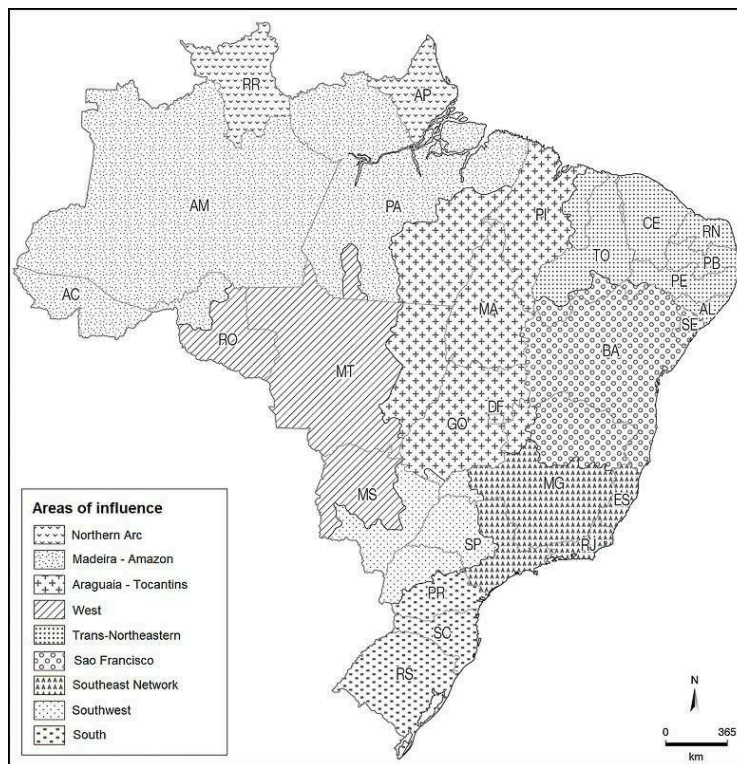 RR
AP
AM
PA
PI
CE
RN
TO
PB
PE
AC
AL
MA
SE
RO
BA
MT
DF
GO
MS
MG
ES
SP
RJ
PR
SC
RS
Areas of influence
Northern Arc
Madeira - Amazon
Araguaia - Tocantins
West
Trans-Northeastern
Sao Francisco
Southeast Network
Southwest
South
N
0 365
km